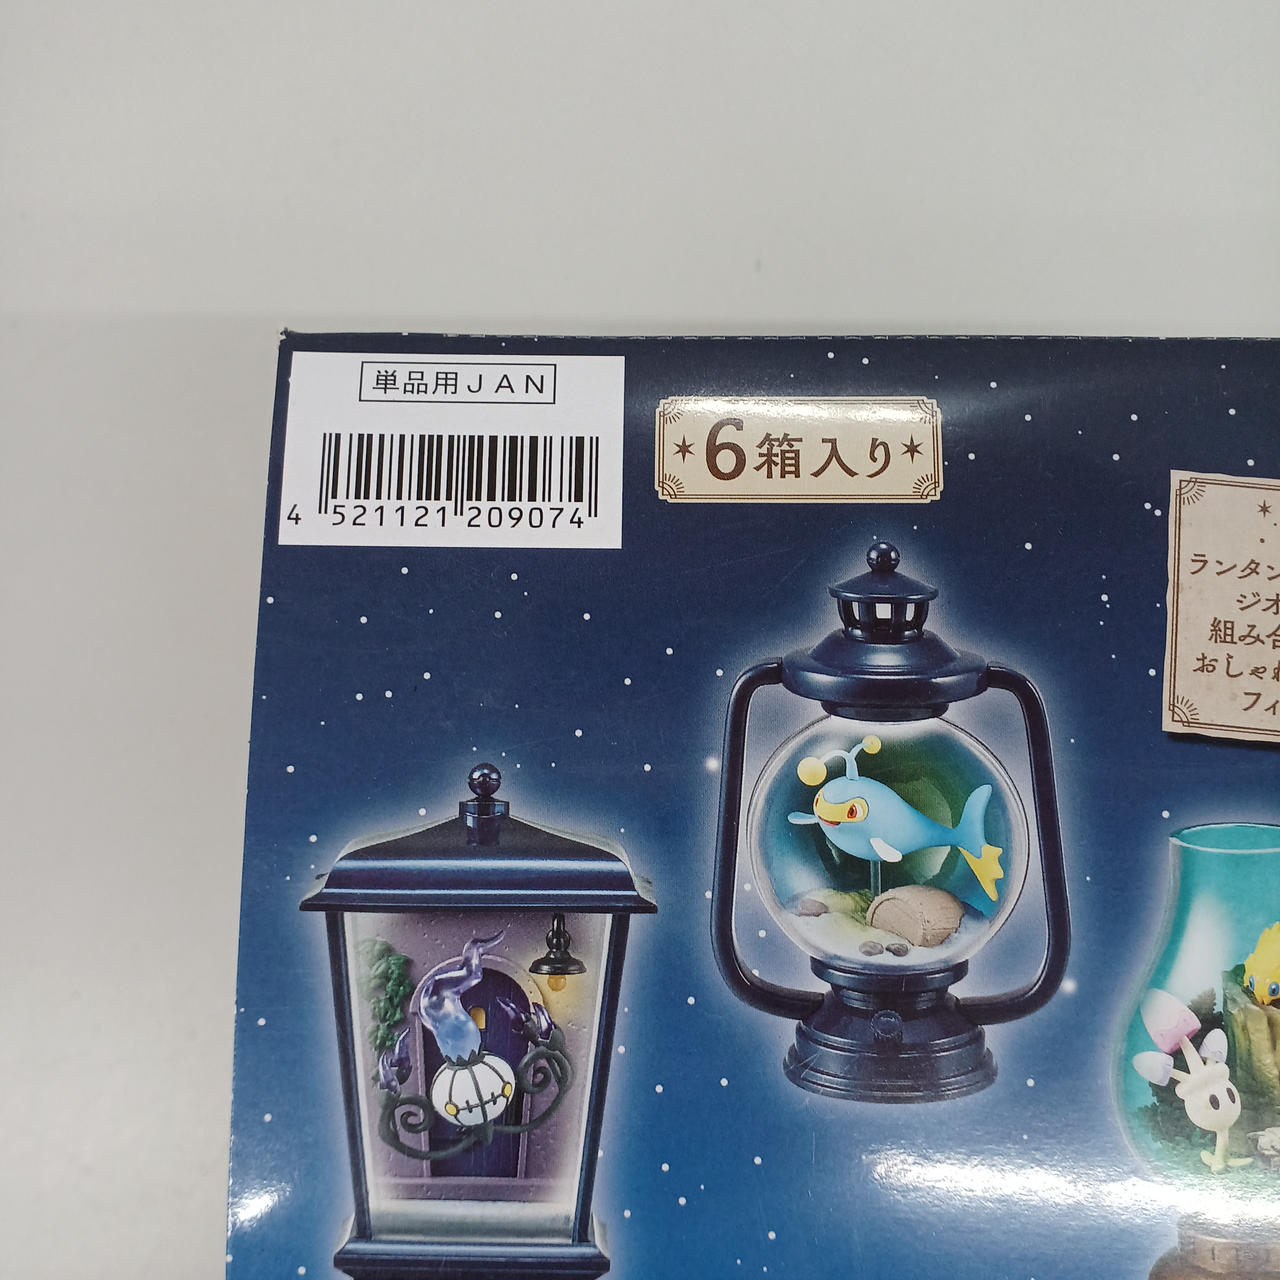 単品用JAN
4 521121 209074
6箱入り
ランタン
ジオ
組み合
おしゃれ
フィ